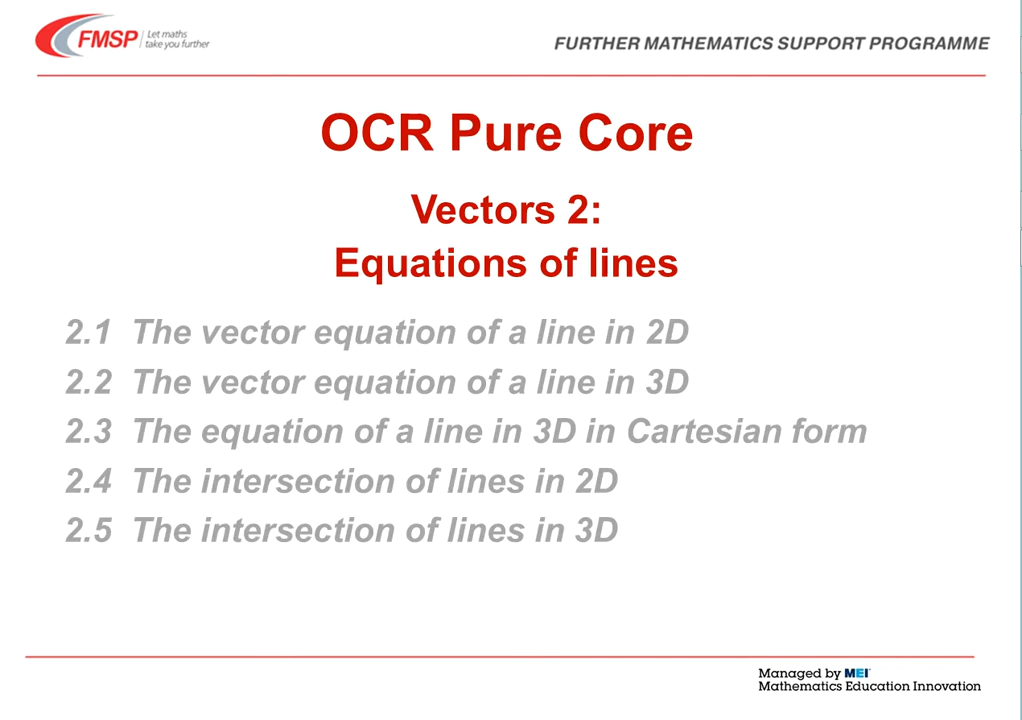 FMSP
Let maths
take you further
FURTHER MATHEMATICS SUPPORT PROGRAMME
OCR Pure Core
Vectors 2:
Equations of lines
2.1 The vector equation of a line in 2D
2.2 The vector equation of a line in 3D
2.3 The equation of a line in 3D in Cartesian form
2.4 The intersection of lines in 2D
2.5 The intersection of lines in 3D
Managed by MEI
Mathematics Education Innovation